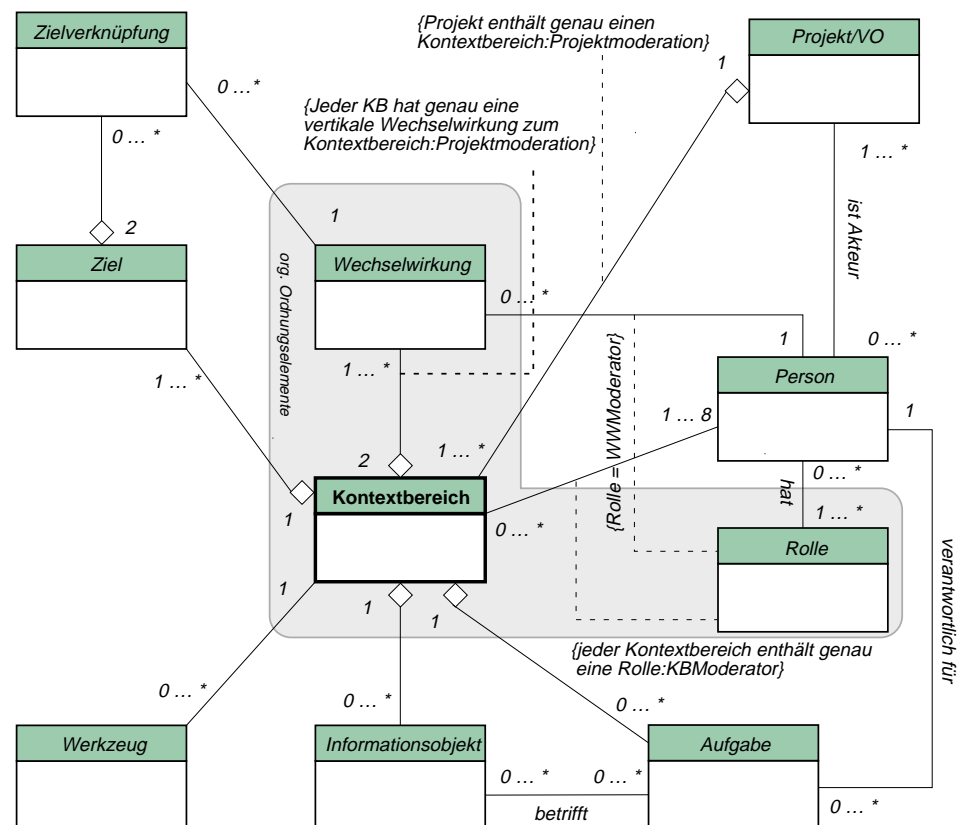 Zielverknüpfung
{Projekt enthält genau einen
Kontextbereich:Projektmoderation}
Projekt/VO
1
0 …*
{Jeder KB hat genau eine
vertikale Wechselwirkung zum
Kontextbereich:Projektmoderation}
0 … *
1 … *
ist Akteur
2
1
org. Ordnungselemente
Ziel
Wechselwirkung
0 … *
1
0 … *
1 … *
1 … *
Person
{Rolle = WWModerator}
1 … 8
1
2
1 … *
0 … *
hat
Kontextbereich
1
0 … *
1 … *
Rolle
verantwortlich für
1
1
1
{jeder Kontextbereich enthält genau
eine Rolle:KBModerator}
0 … *
0 … *
0 … *
Werkzeug
Informationsobjekt
Aufgabe
0 … *
0 … *
betrifft
0 … *